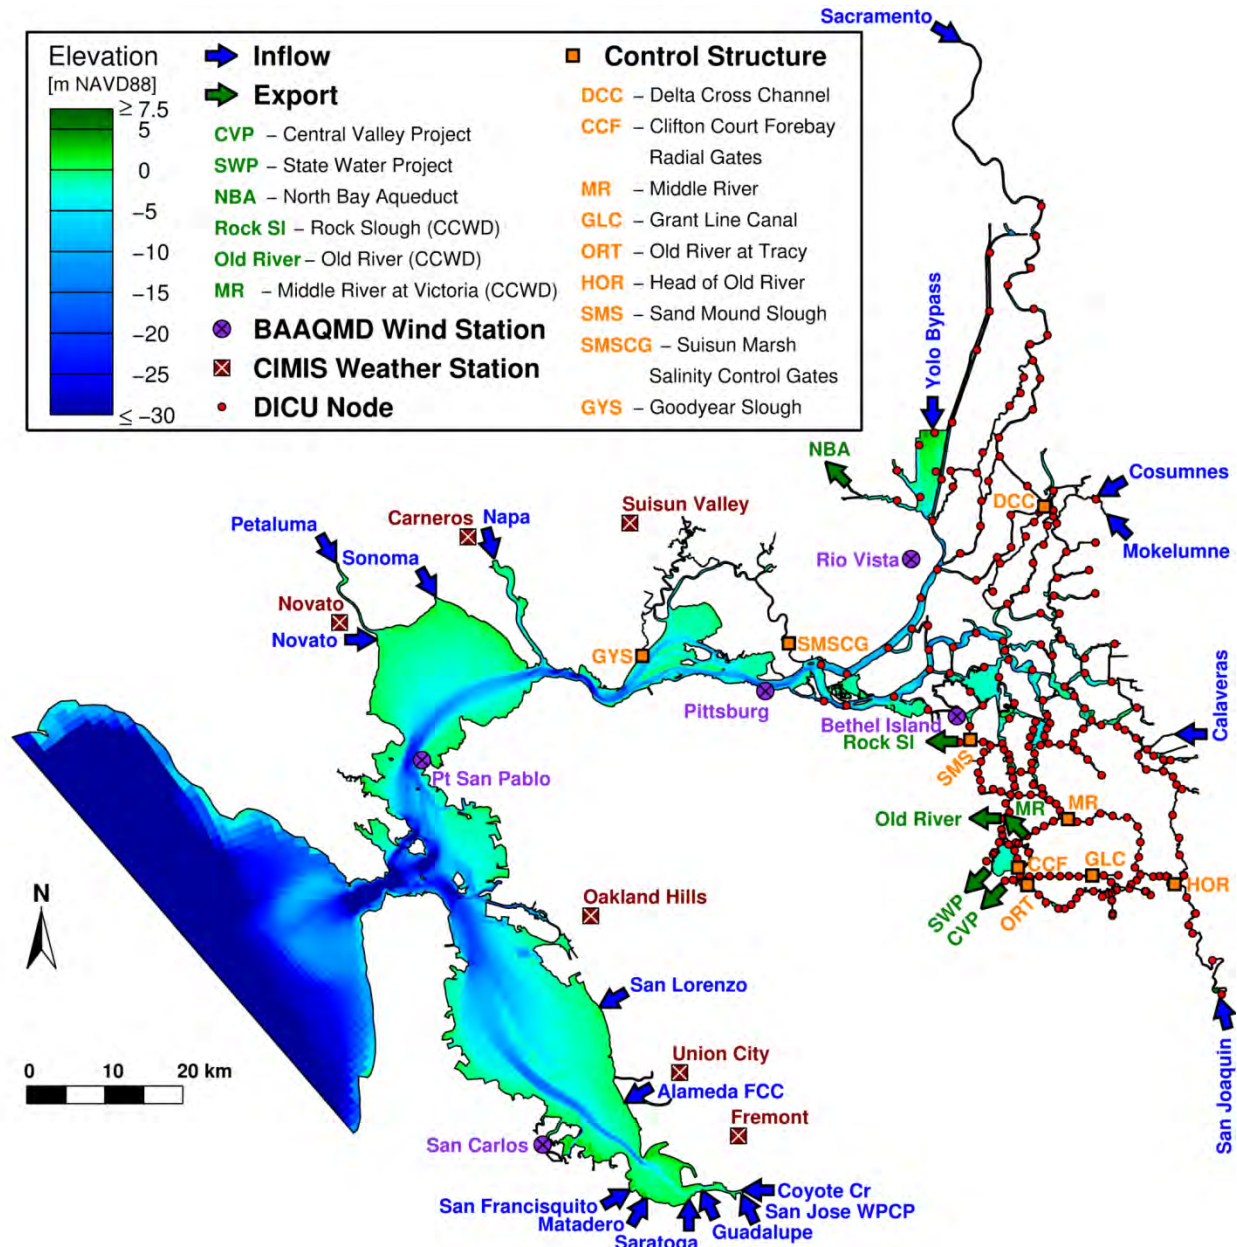 Sacramento
Elevation
[m NAVD88]
≥ 7.5
5
0
−5
−10
−15
−20
−25
≤ −30
Inflow
Export
CVP – Central Valley Project
SWP – State Water Project
NBA – North Bay Aqueduct
Rock Sl – Rock Slough (CCWD)
Old River – Old River (CCWD)
MR – Middle River at Victoria (CCWD)
BAAQMD Wind Station
CIMIS Weather Station
DICU Node
Control Structure
DCC – Delta Cross Channel
CCF – Clifton Court Forebay
Radial Gates
MR – Middle River
GLC – Grant Line Canal
ORT – Old River at Tracy
HOR – Head of Old River
SMS – Sand Mound Slough
SMSCG – Suisun Marsh
Salinity Control Gates
GYS – Goodyear Slough
Yolo Bypass
NBA
Cosumnes
DCC
Mokelumne
Suisun Valley
Carneros
Napa
Petaluma
Sonoma
Rio Vista
Novato
Novato
GYS
SMSCG
Pittsburg
Bethel Island
Calaveras
Rock Sl
SMS
Pt San Pablo
MR
MR
Old River
CCF
GLC
HOR
SWP
CVP
ORT
N
Oakland Hills
San Lorenzo
0 10 20 km
Union City
Alameda FCC
Fremont
San Joaquin
San Carlos
Coyote Cr
San Francisquito
San Jose WPCP
Matadero
Guadalupe
Saratoga